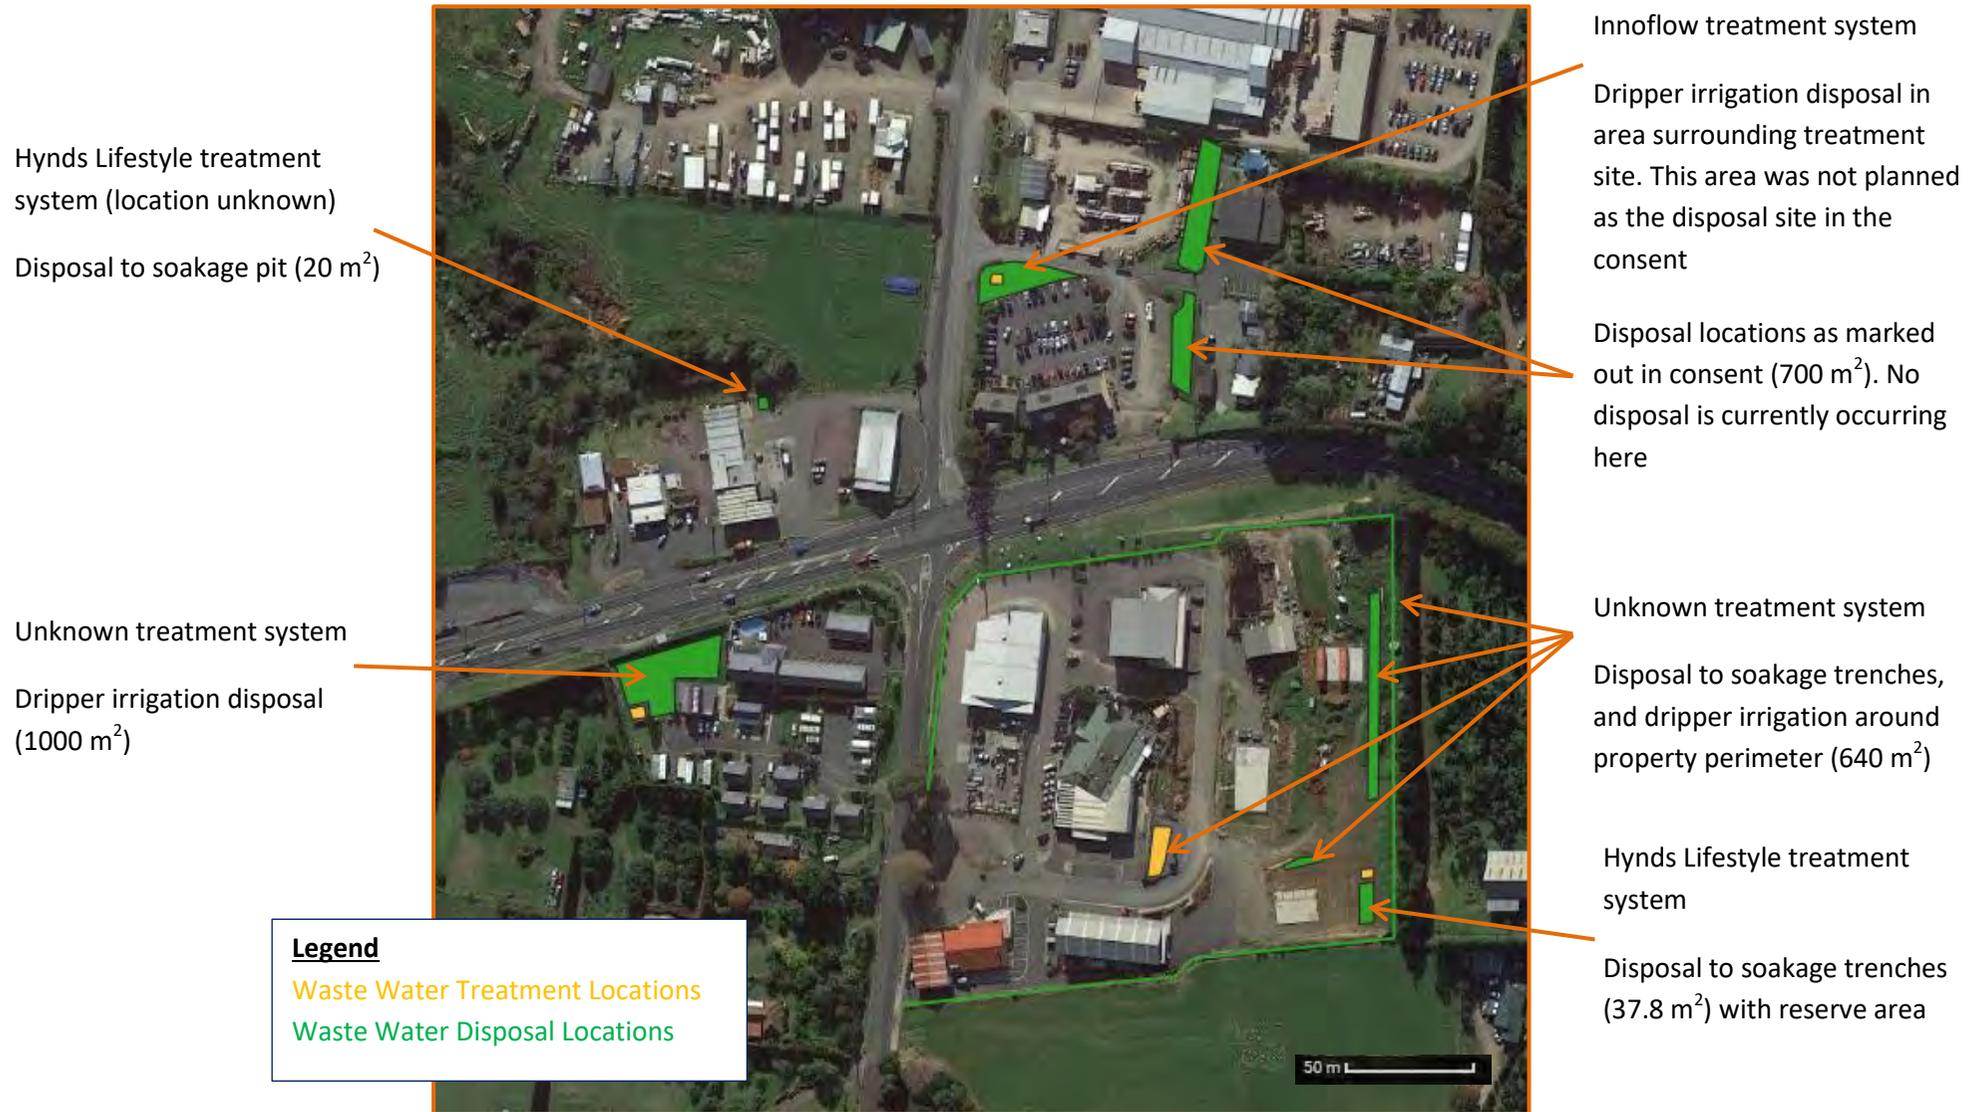 Hynds Lifestyle treatment
system (location unknown)
Disposal to soakage pit (20 m²)
Unknown treatment system
Dripper irrigation disposal
(1000 m²)
Innoflow treatment system
Dripper irrigation disposal in
area surrounding treatment
site. This area was not planned
as the disposal site in the
consent
Disposal locations as marked
out in consent (700 m²). No
disposal is currently occurring
here
Unknown treatment system
Disposal to soakage trenches,
and dripper irrigation around
property perimeter (640 m²)
Hynds Lifestyle treatment
system
Disposal to soakage trenches
(37.8 m²) with reserve area
Legend
Waste Water Treatment Locations
Waste Water Disposal Locations
50 m